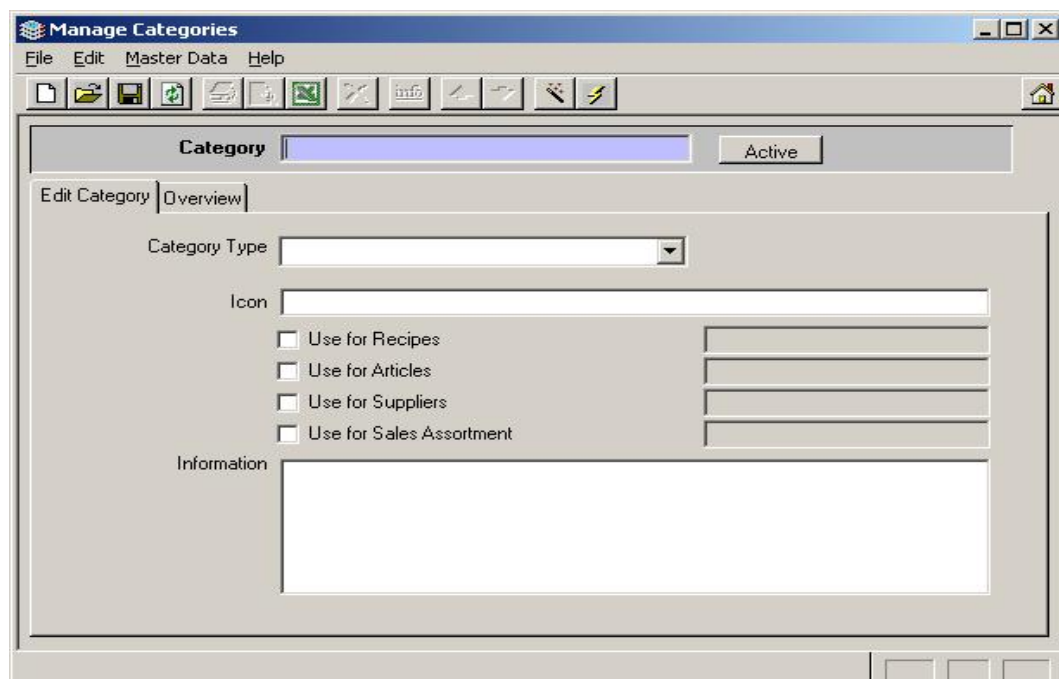 Manage Categories
File Edit Master Data Help
info
Category Active
Edit Category Overview
Category Type
Icon
Use for Recipes
Use for Articles
Use for Suppliers
Use for Sales Assortment
Information